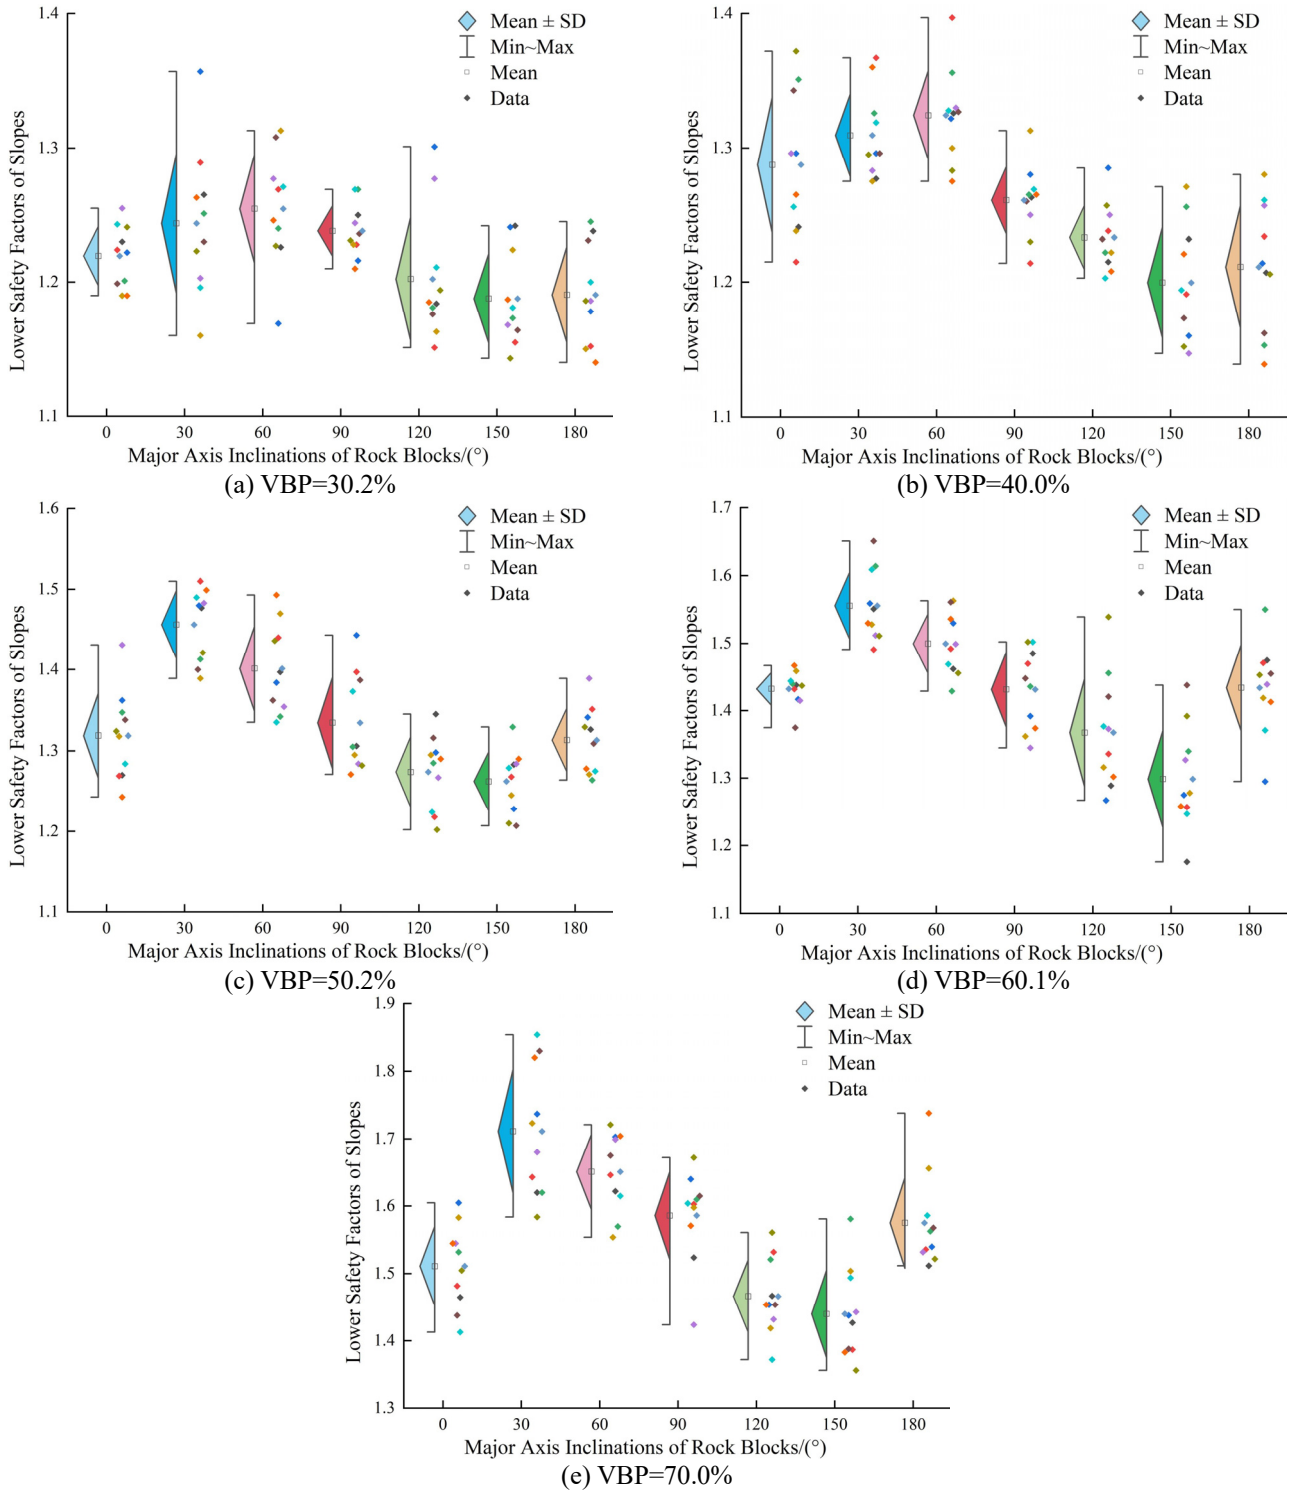 1.4
1.3
1.2
1.1
Lower Safety Factors of Slopes
Mean ± SD
Min~Max
Mean
Data
0 30 60 90 120 150 180
Major Axis Inclinations of Rock Blocks/(°)
(a) VBP=30.2%
1.4
1.3
1.2
1.1
Lower Safety Factors of Slopes
Mean ± SD
Min~Max
Mean
Data
0 30 60 90 120 150 180
Major Axis Inclinations of Rock Blocks/(°)
(b) VBP=40.0%
1.6
1.5
1.4
1.3
1.2
1.1
Lower Safety Factors of Slopes
Mean ± SD
Min~Max
Mean
Data
0 30 60 90 120 150 180
Major Axis Inclinations of Rock Blocks/(°)
(c) VBP=50.2%
1.7
1.6
1.5
1.4
1.3
1.2
1.1
Lower Safety Factors of Slopes
Mean ± SD
Min~Max
Mean
Data
0 30 60 90 120 150 180
Major Axis Inclinations of Rock Blocks/(°)
(d) VBP=60.1%
1.9
1.8
1.7
1.6
1.5
1.4
1.3
Lower Safety Factors of Slopes
Mean ± SD
Min~Max
Mean
Data
0 30 60 90 120 150 180
Major Axis Inclinations of Rock Blocks/(°)
(e) VBP=70.0%